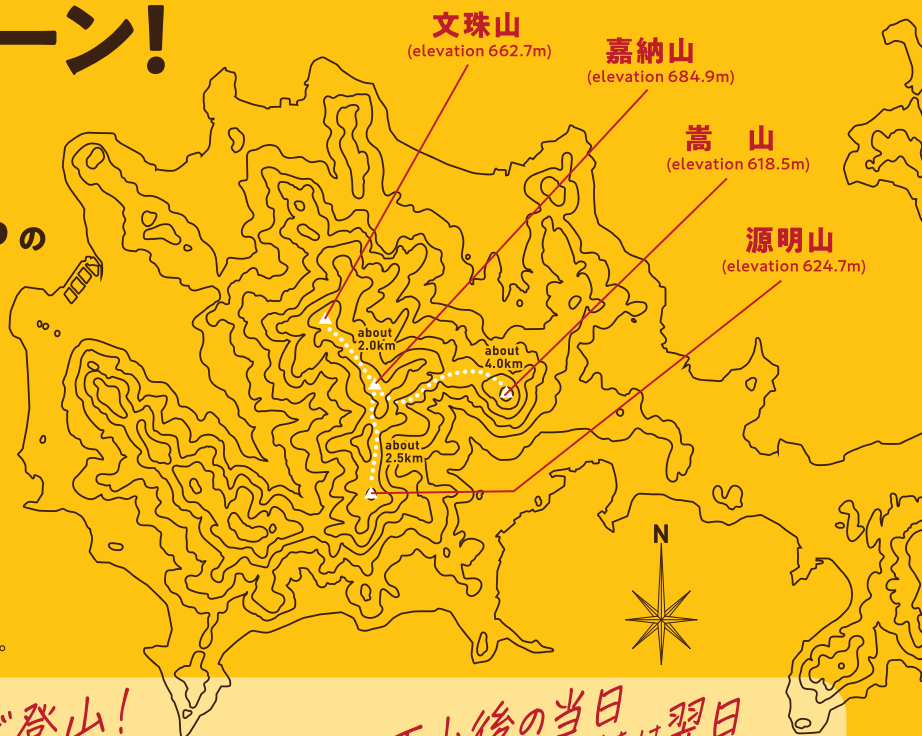 ーン!
文珠山
(elevation 662.7m)
嘉納山
(elevation 684.9m)
嵩 山
(elevation 618.5m)
の
源明山
(elevation 624.7m)
about
2.0km
about
4.0km
about
2.5km
N
登山!
後の当日
は翌日